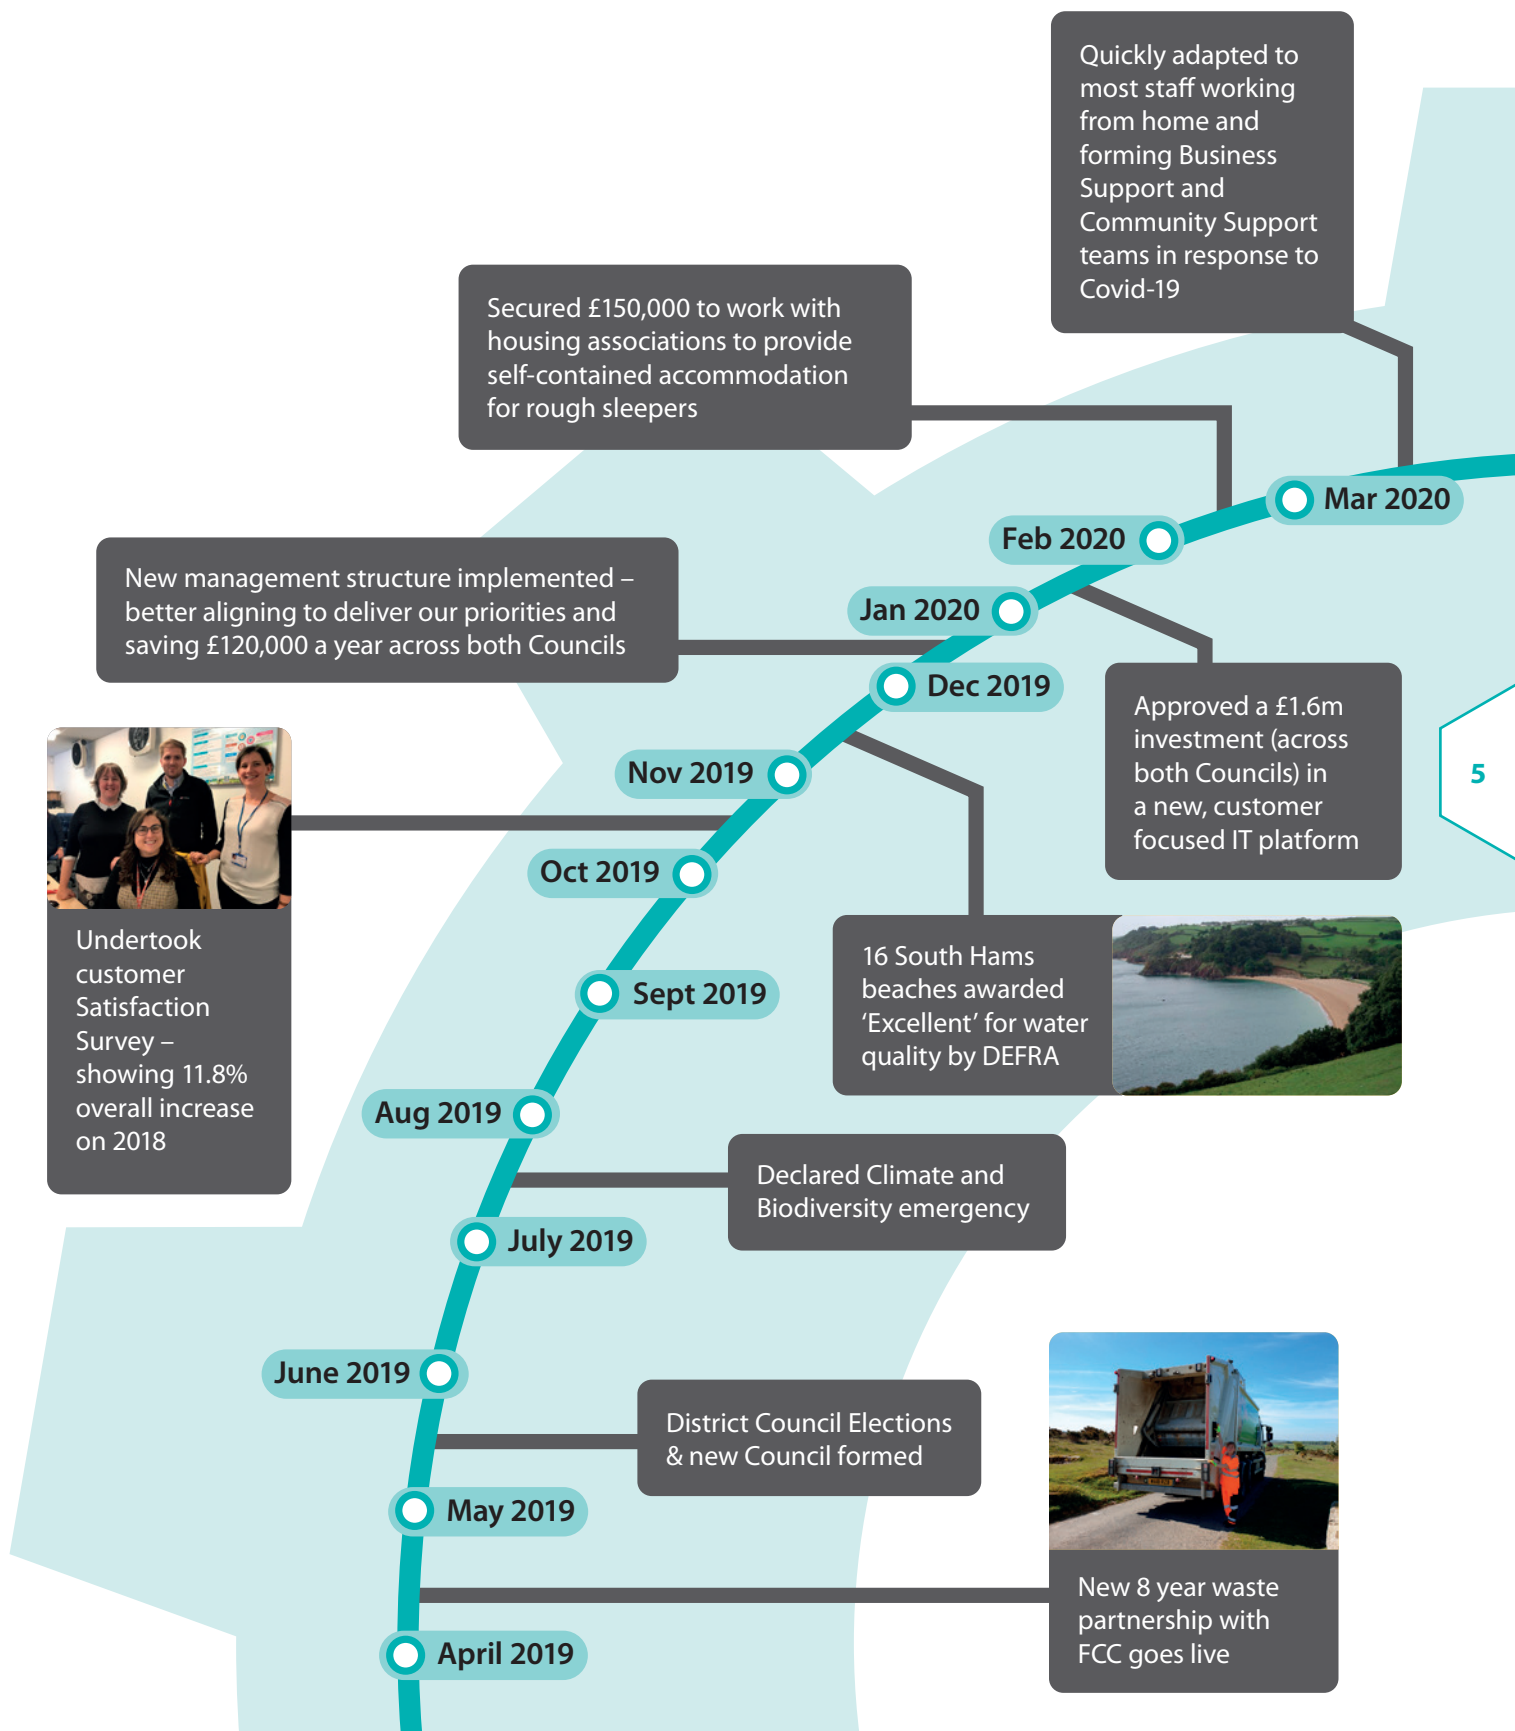 Quickly adapted to
most staff working
from home and
forming Business
Support and
Community Support
teams in response to
Covid-19
Secured £150,000 to work with
housing associations to provide
self-contained accommodation
for rough sleepers
Mar 2020
Feb 2020
New management structure implemented –
better aligning to deliver our priorities and
saving £120,000 a year across both Councils
Jan 2020
Dec 2019
Approved a £1.6m
investment (across
both Councils) in
a new, customer
focused IT platform
5
Nov 2019
Oct 2019
Undertook
customer
Satisfaction
Survey –
showing 11.8%
overall increase
on 2018
16 South Hams
beaches awarded
‘Excellent’ for water
quality by DEFRA
Sept 2019
Aug 2019
Declared Climate and
Biodiversity emergency
July 2019
June 2019
District Council Elections
& new Council formed
May 2019
New 8 year waste
partnership with
FCC goes live
April 2019